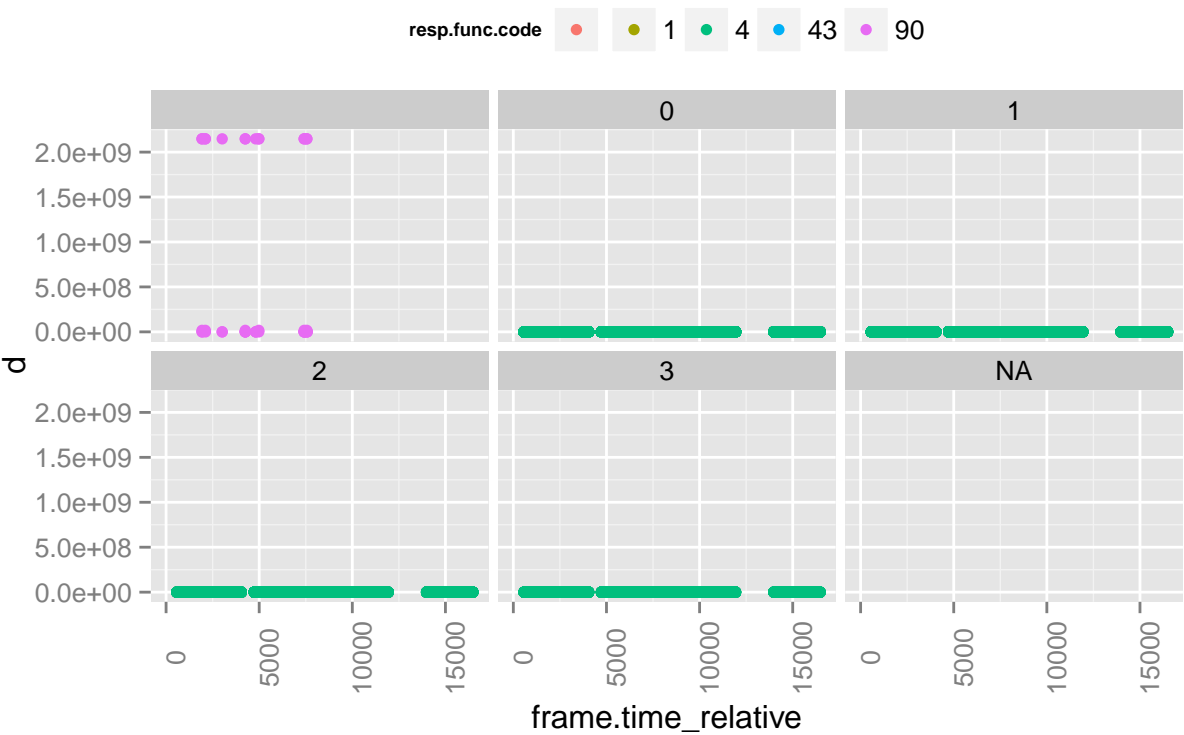 resp.func.code 1 4 43 90
0 1
2.0e+09
1.5e+09
1.0e+09
5.0e+08
0.0e+00
d
2 3 NA
2.0e+09
1.5e+09
1.0e+09
5.0e+08
0.0e+00
0 5000 10000 15000 0 5000 10000 15000 0 5000 10000 15000
frame.time_relative